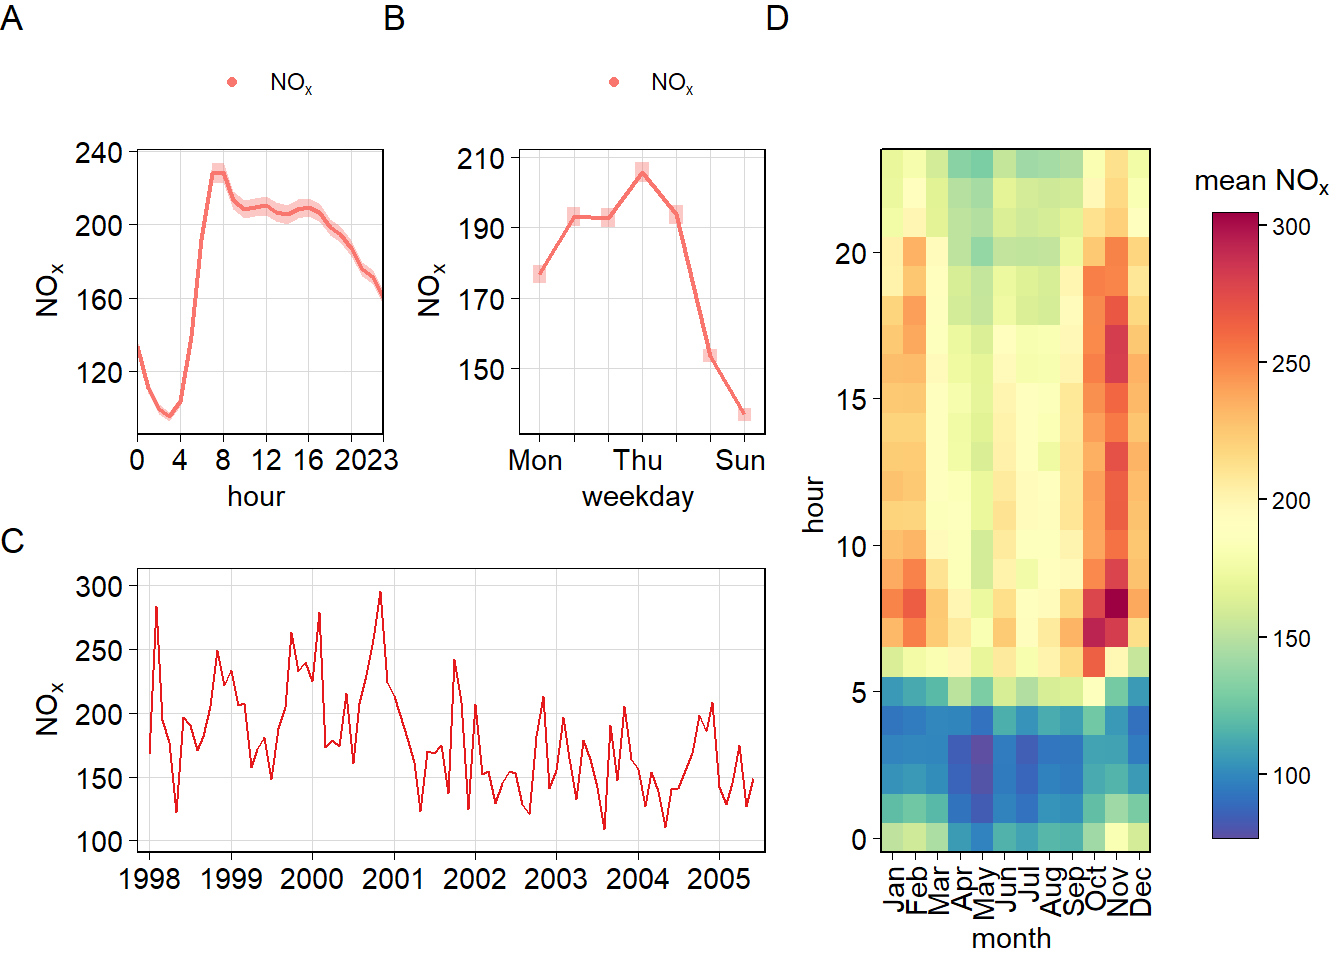 A
NOx
240
200
160
120
NOx
0 4 8 12 16 2023
hour
B
NOx
210
190
170
150
NOx
Mon Thu Sun
weekday
C
300
250
200
150
100
NOx
1998 1999 2000 2001 2002 2003 2004 2005
D
20
15
10
5
0
hour
Jan Feb Mar Apr May Jun Jul Aug Sep Oct Nov Dec
month
mean NOx
300
250
200
150
100